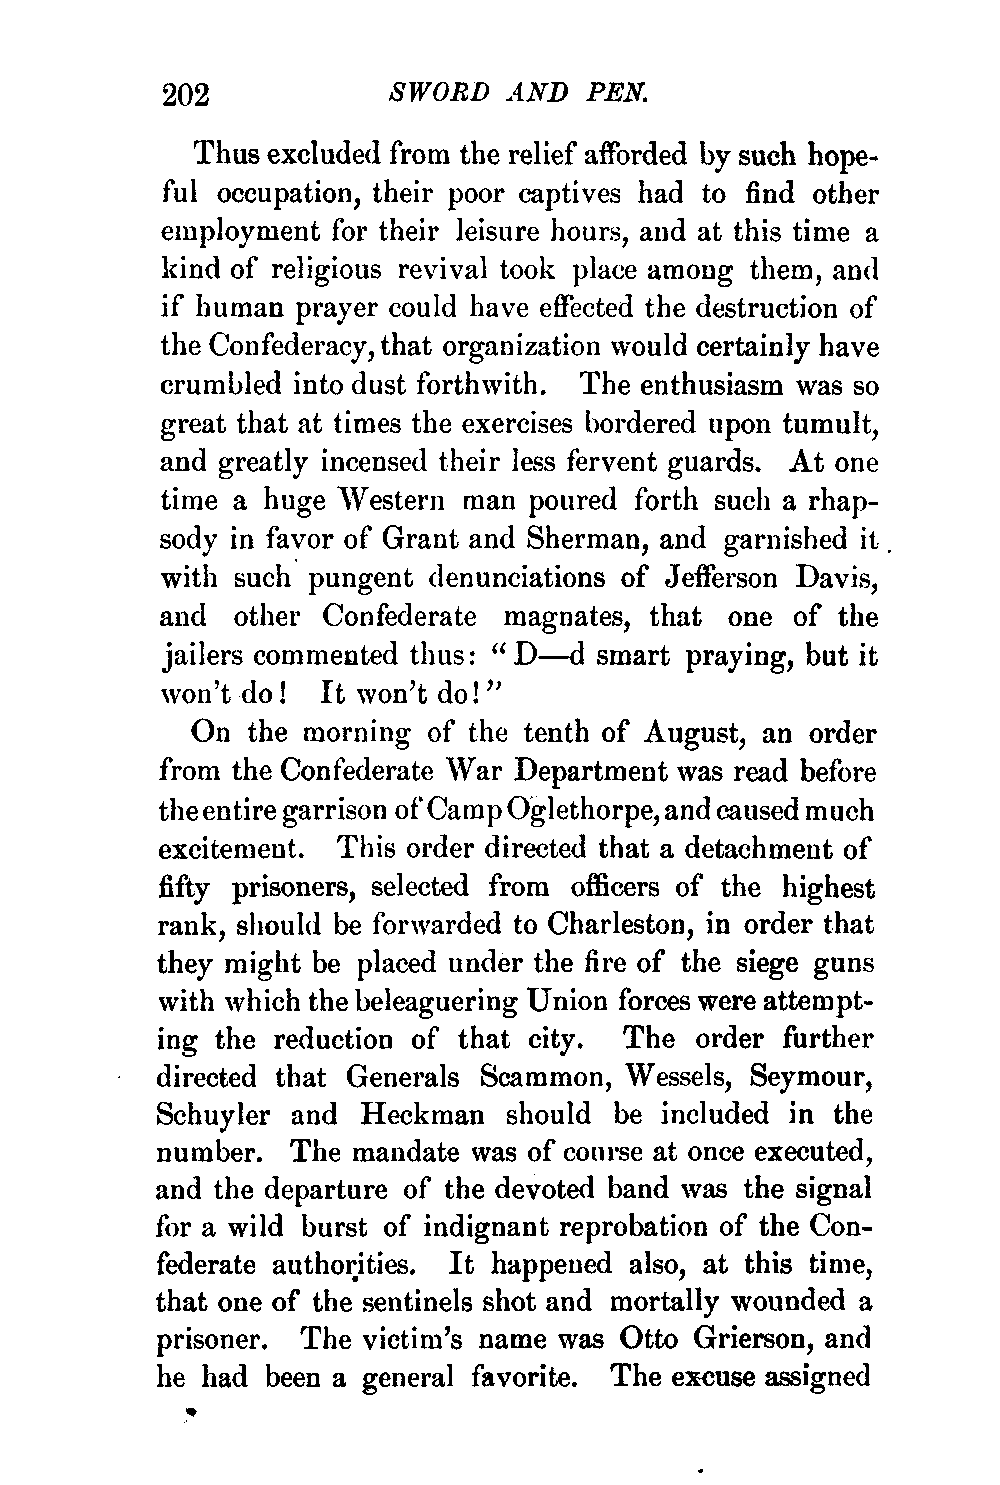 202 SWORD AND PEN.
Thus excluded from the relief afforded by such hope-
ful occupation, their poor captives had to find other
employment for their leisure hours, and at this time a
kind of religious revival took place among them, and
if human prayer could have effected the destruction of
the Confederacy, that organization would certainly have
crumbled into dust forthwith. The enthusiasm was so
great that at times the exercises bordered upon tumult,
and greatly incensed their less fervent guards. At one
time a huge Western man poured forth such a rhap-
sody in favor of Grant and Sherman, and garnished it
with such pungent denunciations of Jefferson Davis,
and other Confederate magnates, that one of the
jailers commented thus: “D—d smart praying, but it
won't do! It won't do!”
On the morning of the tenth of August, an order
from the Confederate War Department was read before
the entire garrison of Camp Oglethorpe, and caused much
excitement. This order directed that a detachment of
fifty prisoners, selected from officers of the highest
rank, should be forwarded to Charleston, in order that
they might be placed under the fire of the siege guns
with which the beleaguering Union forces were attempt-
ing the reduction of that city. The order further
directed that Generals Scammon, Wessels, Seymour,
Schuyler and Heckman should be included in the
number. The mandate was of course at once executed,
and the departure of the devoted band was the signal
for a wild burst of indignant reprobation of the Con-
federate authorities. It happened also, at this time,
that one of the sentinels shot and mortally wounded a
prisoner. The victim's name was Otto Grierson, and
he had been a general favorite. The excuse assigned